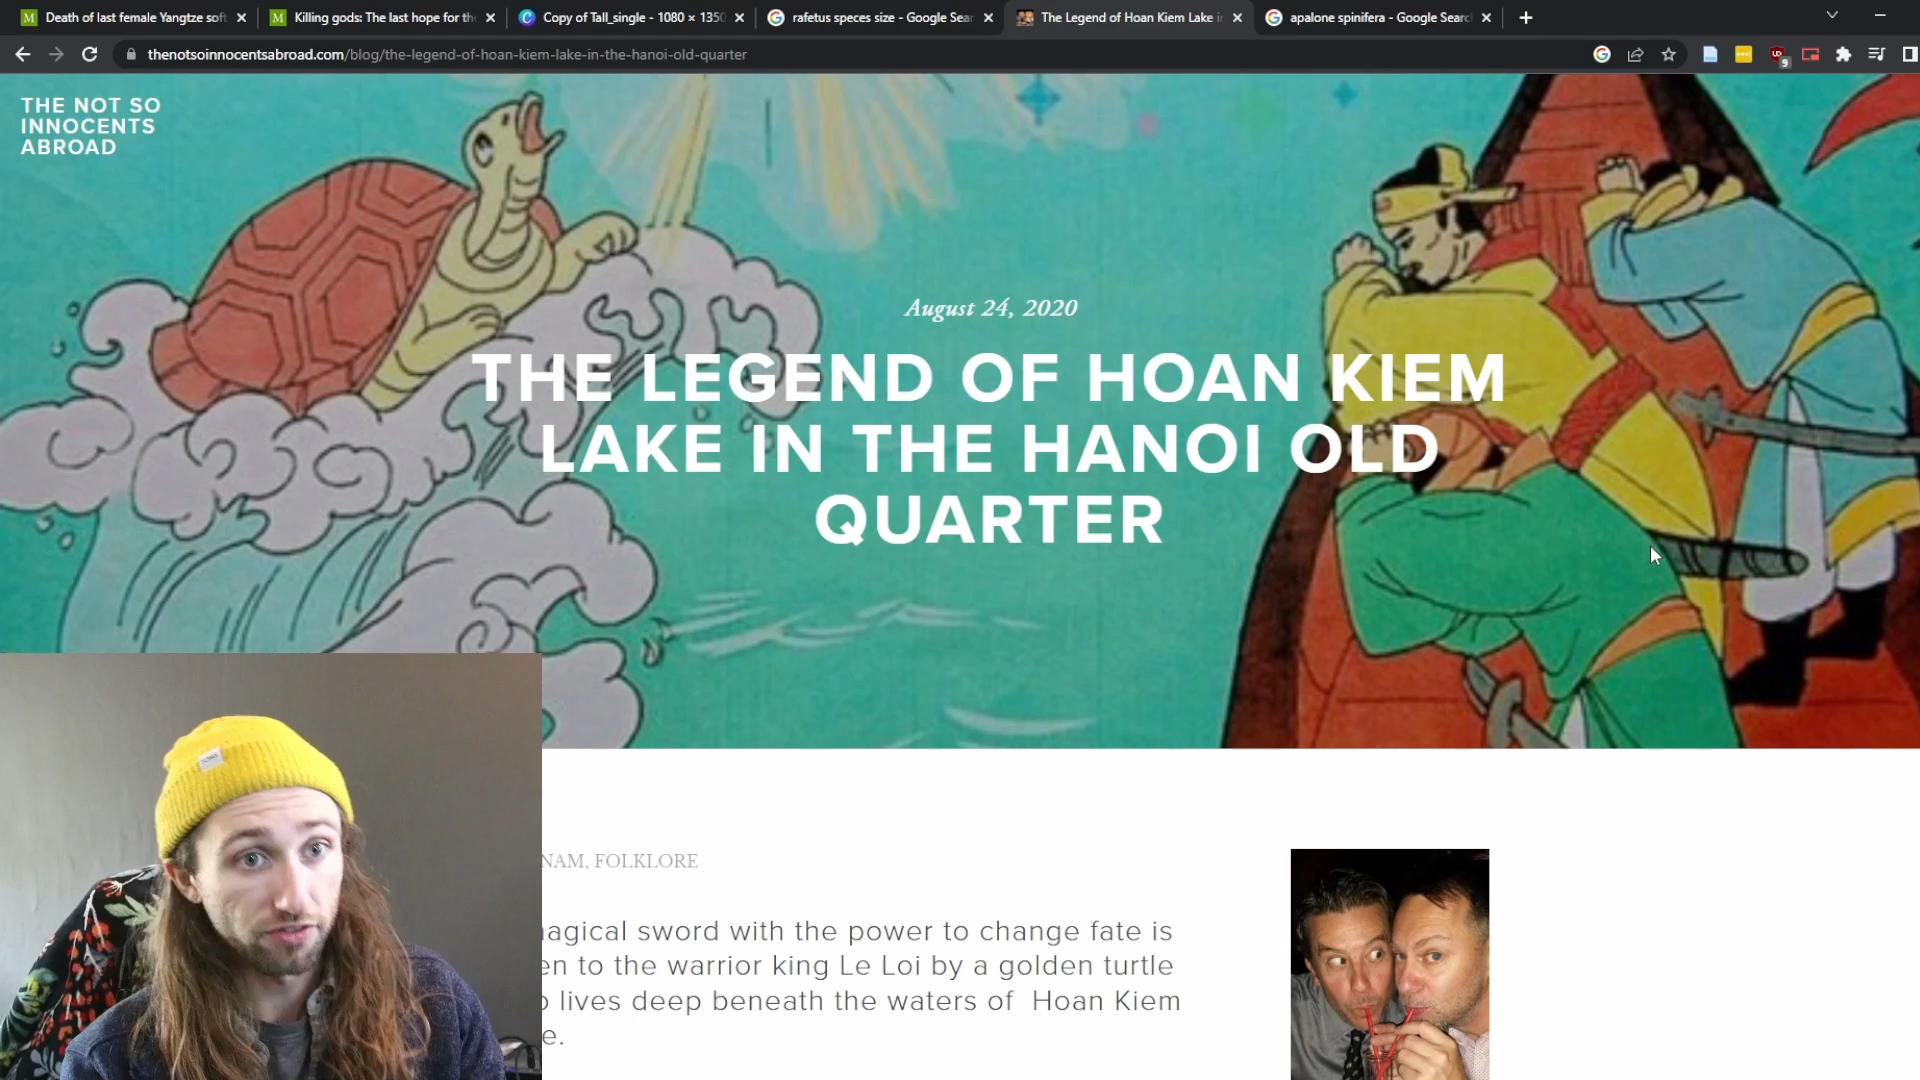 Death of last female Yangtze sof
Killing gods: The last hope for th
Copy of Tall_single - 1080 × 1350
rafetus speces size - Google Sear
The Legend of Hoan Kiem Lake in
apalone spinifera - Google Searc
thenotsoinnocentsabroad.com/blog/the-legend-of-hoan-kiem-lake-in-the-hanoi-old-quarter
9
THE NOT SO
INNOCENTS
ABROAD
August 24, 2020
THE LEGEND OF HOAN KIEM
LAKE IN THE HANOI OLD
QUARTER
NAM, FOLKLORE
magical sword with the power to change fate is
en to the warrior king Le Loi by a golden turtle
o lives deep beneath the waters of Hoan Kiem
e.